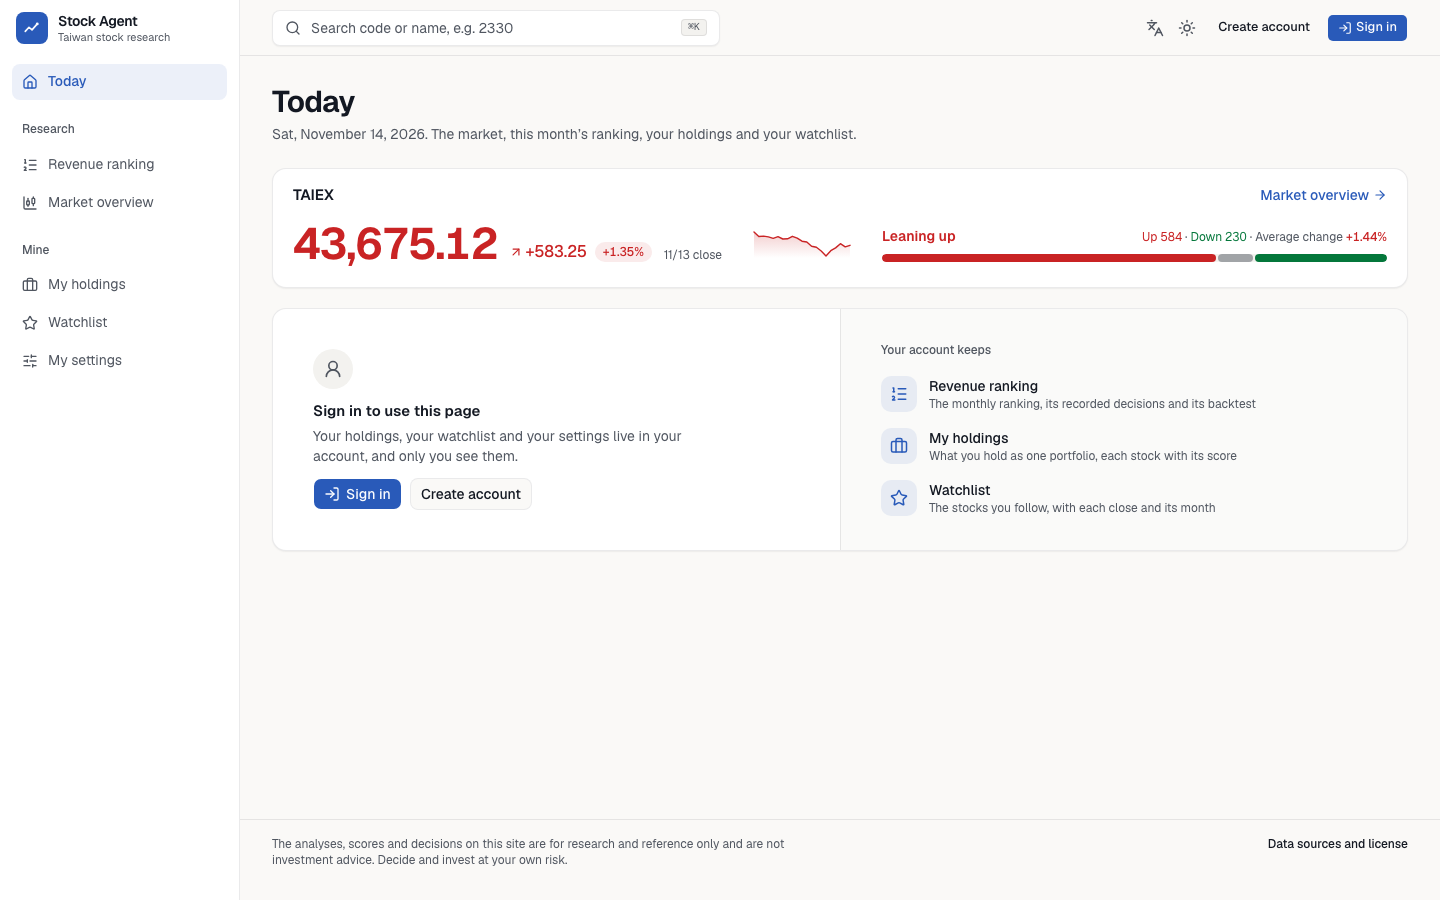 Stock Agent
Taiwan stock research
Today
Research
Revenue ranking
Market overview
Mine
My holdings
Watchlist
My settings
Search code or name, e.g. 2330
⌘K
Create account
Sign in
Today
Sat, November 14, 2026. The market, this month’s ranking, your holdings and your watchlist.
TAIEX
Market overview
43,675.12 +583.25 +1.35% 11/13 close
Leaning up
Up 584 · Down 230 · Average change +1.44%
Sign in to use this page
Your holdings, your watchlist and your settings live in your
account, and only you see them.
Sign in
Create account
Your account keeps
Revenue ranking
The monthly ranking, its recorded decisions and its backtest
My holdings
What you hold as one portfolio, each stock with its score
Watchlist
The stocks you follow, with each close and its month
The analyses, scores and decisions on this site are for research and reference only and are not
investment advice. Decide and invest at your own risk.
Data sources and license